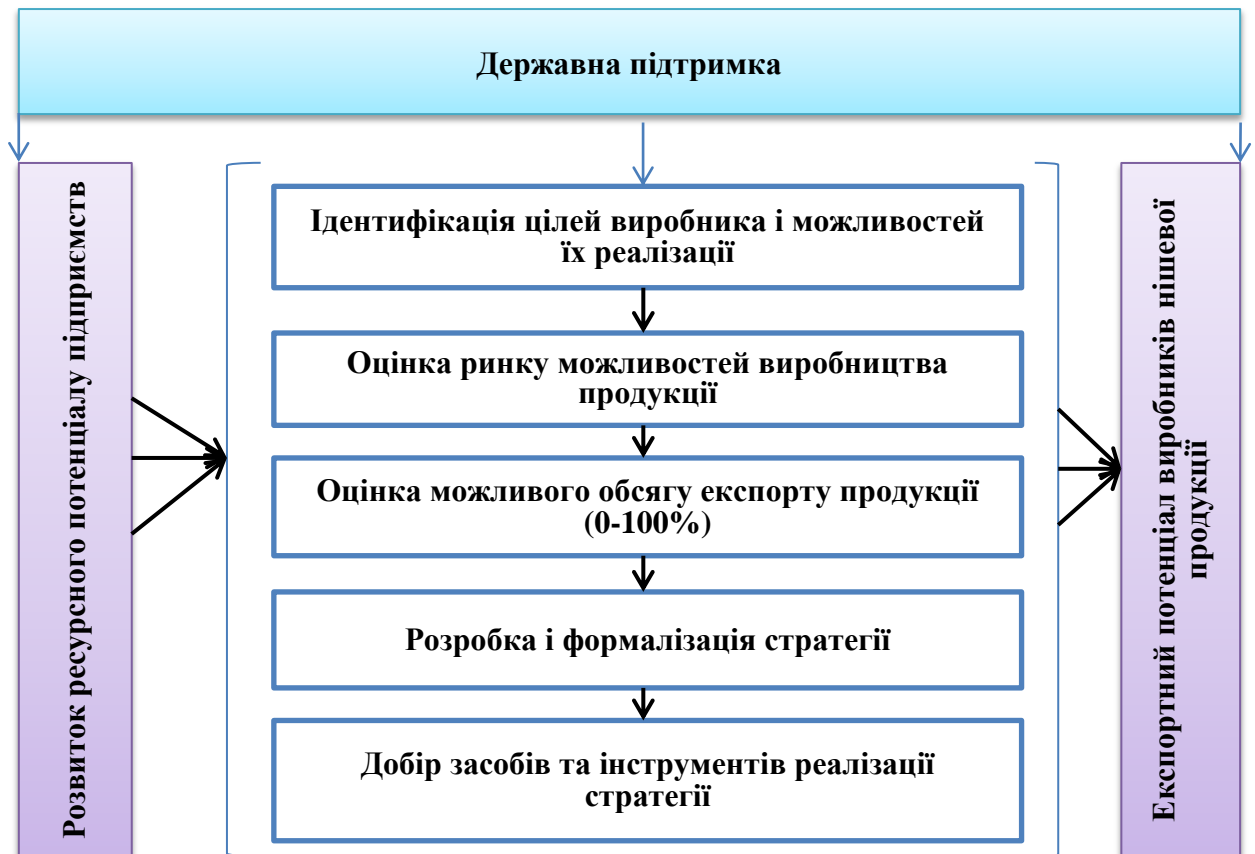 Державна підтримка
Розвиток ресурсного потенціалу підприємств
Ідентифікація цілей виробника і можливостей
їх реалізації
Оцінка ринку можливостей виробництва
продукції
Оцінка можливого обсягу експорту продукції
(0-100%)
Розробка і формалізація стратегії
Добір засобів та інструментів реалізації
стратегії
Експортний потенціал виробників нішевої
продукції